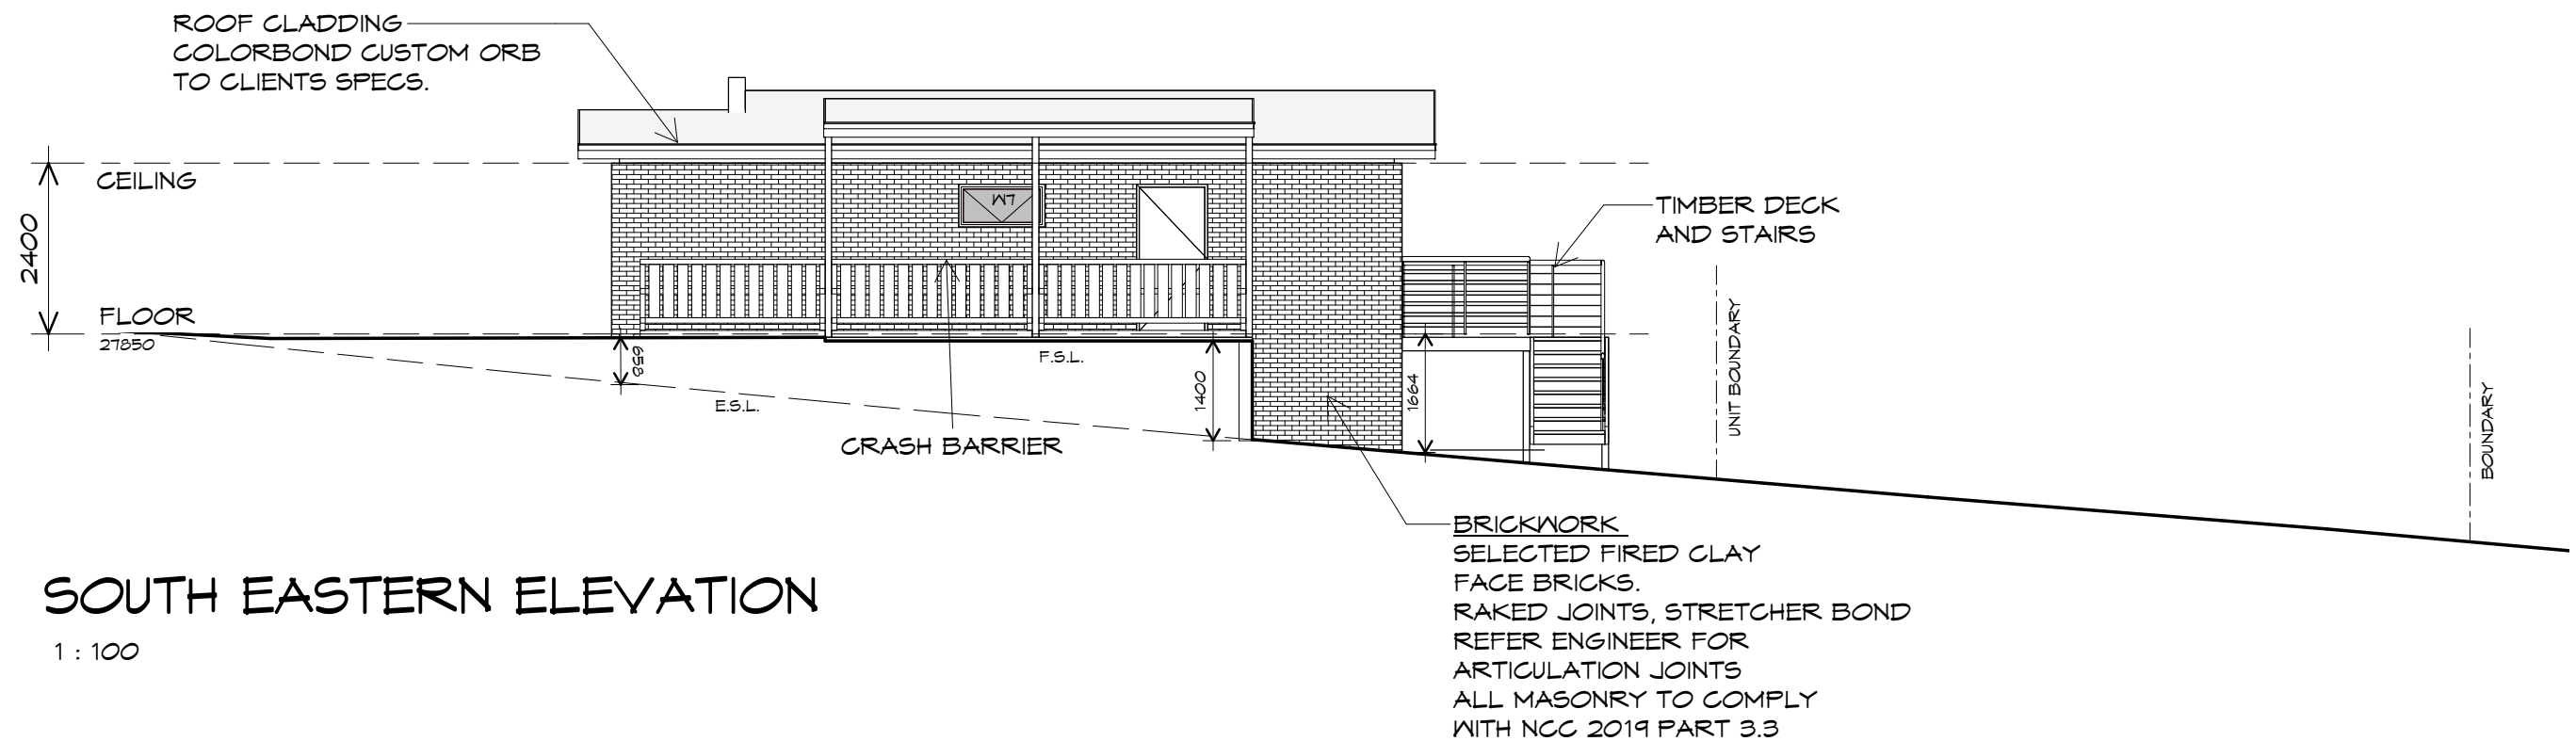 ROOF CLADDING
COLORBOND CUSTOM ORB
TO CLIENTS SPECS.
CEILING
2400
W7
TIMBER DECK
AND STAIRS
FLOOR
27850
658
F.S.L.
E.S.L.
1400
1664
UNIT BOUNDARY
BOUNDARY
CRASH BARRIER
BRICKWORK
SELECTED FIRED CLAY
FACE BRICKS.
RAKED JOINTS, STRETCHER BOND
REFER ENGINEER FOR
ARTICULATION JOINTS
ALL MASONRY TO COMPLY
WITH NCC 2019 PART 3.3
SOUTH EASTERN ELEVATION
1 : 100